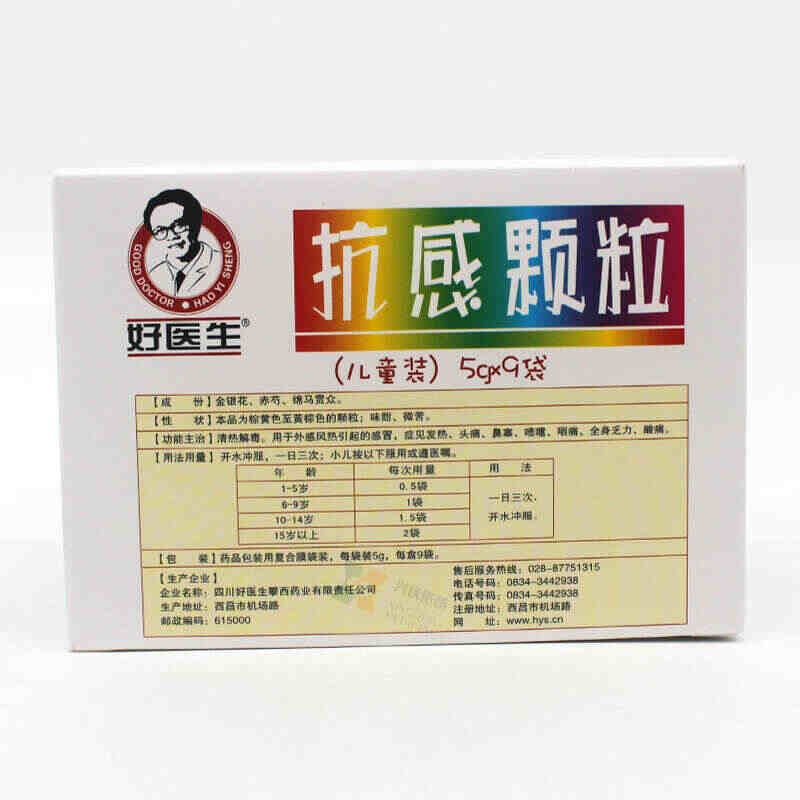 GOOD DOCTOR · HAO YI SHENG
好医生®
抗感颗粒
(儿童装) 5g×9袋
【成 份】金银花、赤芍、绵马贯众。
【性 状】本品为棕黄色至黄棕色的颗粒；味甜、微苦。
【功能主治】清热解毒。用于外感风热引起的感冒，症见发热、头痛、鼻塞、喷嚏、咽痛、全身乏力、酸痛。
【用法用量】开水冲服，一日三次；小儿按以下服用或遵医嘱。
年 龄 每次用量 用 法
1-5岁 0.5袋
6-9岁 1袋
10-14岁 1.5袋
15岁以上 2袋
一日三次、
开水冲服。
【包 装】药品包装用复合膜袋装，每袋装5g，每盒9袋。
【生产企业】
企业名称：四川好医生攀西药业有限责任公司
生产地址：西昌市机场路
邮政编码：615000
售后服务热线：028-87751315
电话号码：0834-3442938
传真号码：0834-3442938
注册地址：西昌市机场路
网 址：www.hys.cn